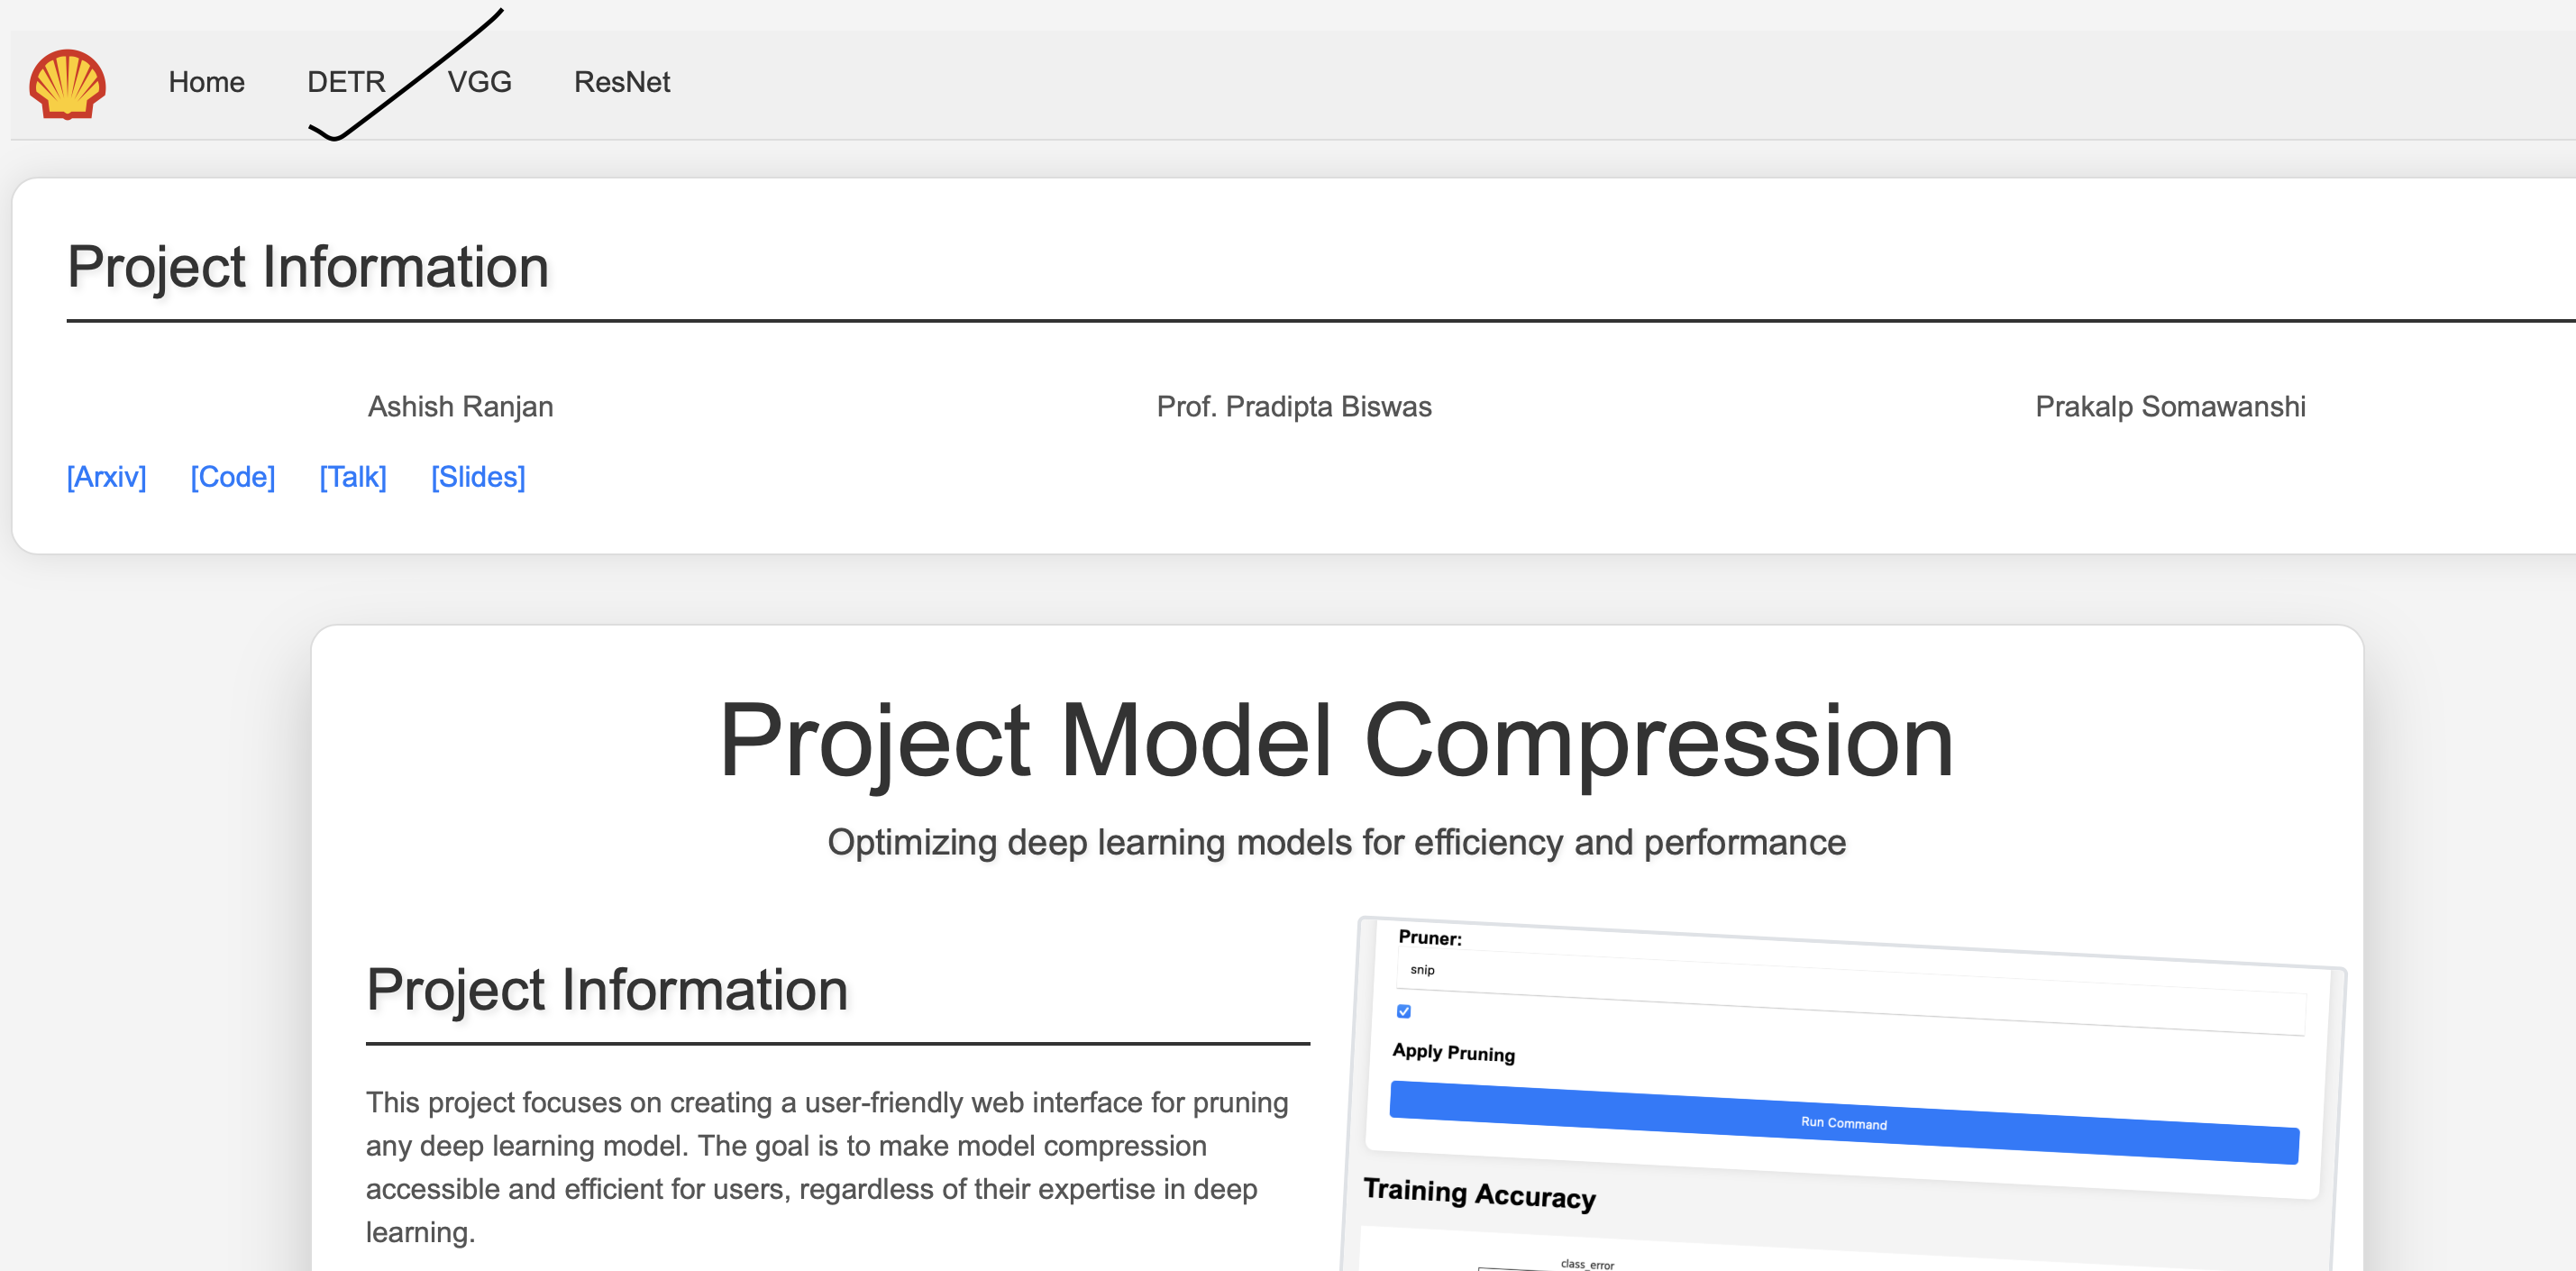 Home DETR VGG ResNet
Project Information
Ashish Ranjan Prof. Pradipta Biswas Prakalp Somawanshi
[Arxiv] [Code] [Talk] [Slides]
Project Model Compression
Optimizing deep learning models for efficiency and performance
Project Information
This project focuses on creating a user-friendly web interface for pruning
any deep learning model. The goal is to make model compression
accessible and efficient for users, regardless of their expertise in deep
learning.
Pruner:
snip
Apply Pruning
Run Command
Training Accuracy
class_error